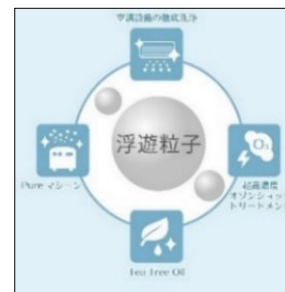 空調設備の徹底洗浄
浮遊粒子
O₃
Pure マシーン
超高濃度
オゾンショック
トリートメント
Tea Tree Oil